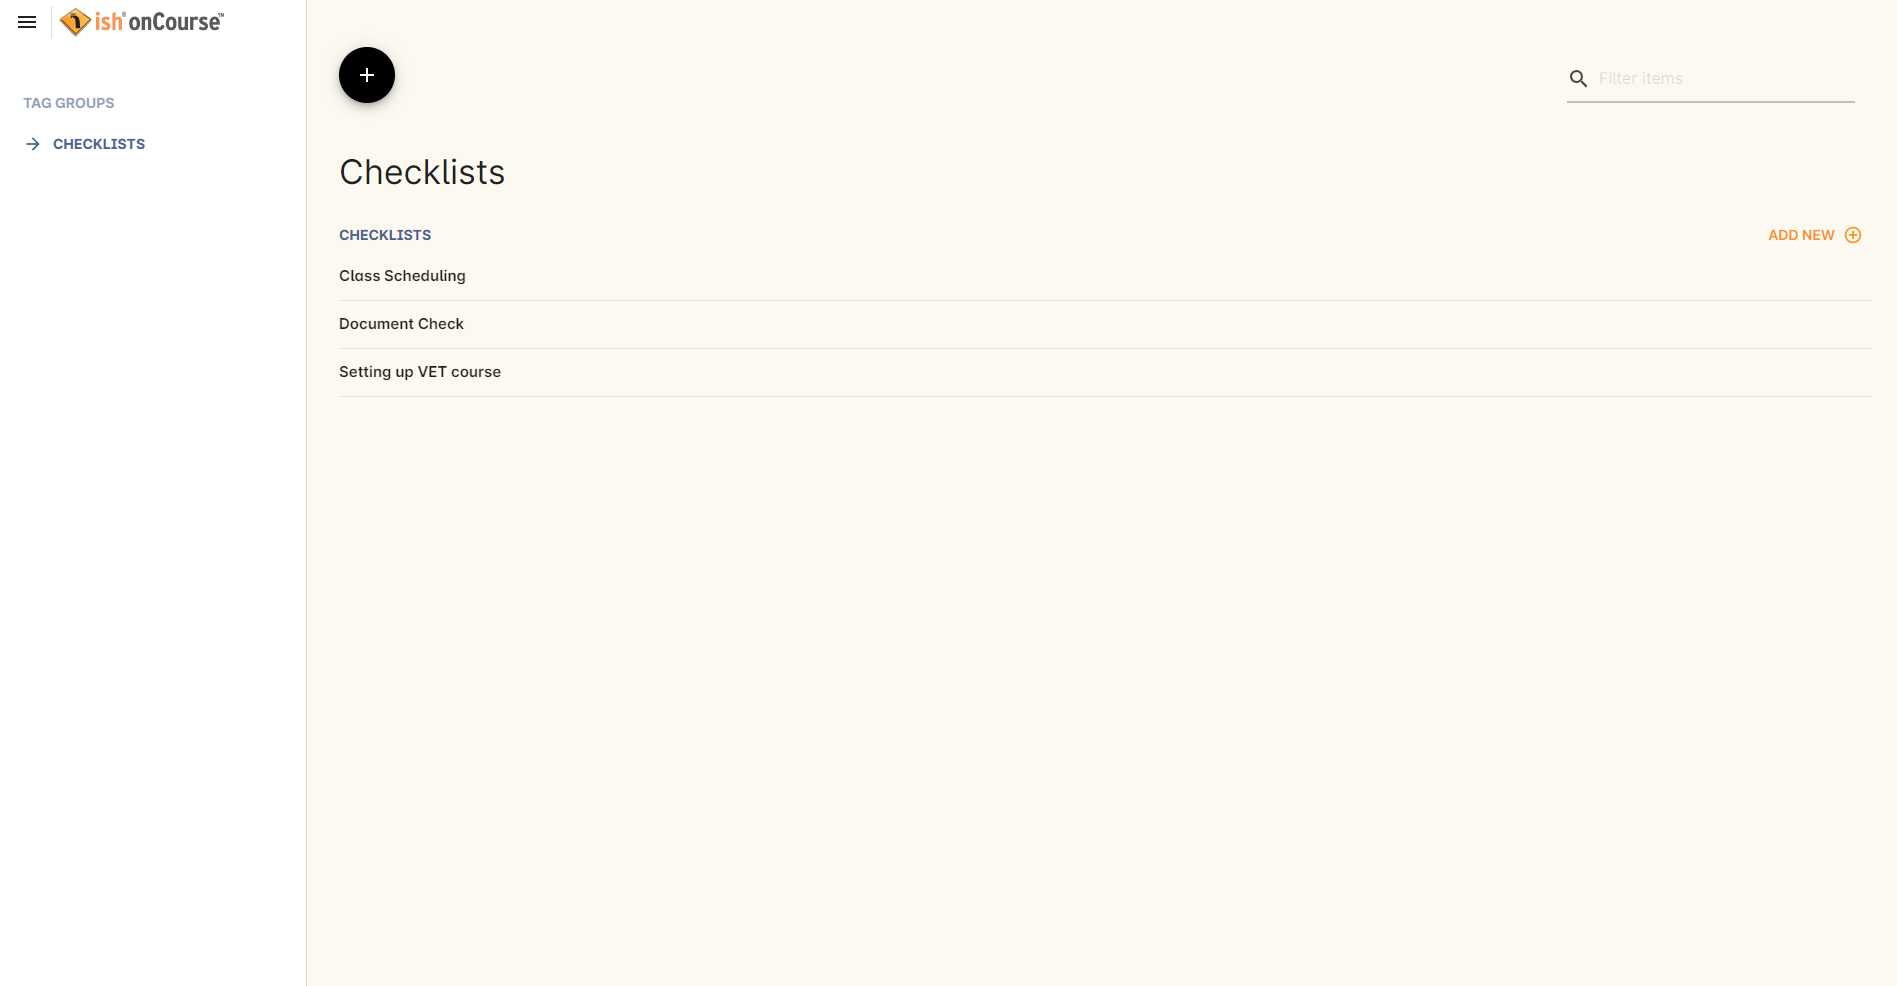 ish® onCourse™
TAG GROUPS
CHECKLISTS
Filter items
Checklists
CHECKLISTS
ADD NEW
Class Scheduling
Document Check
Setting up VET course